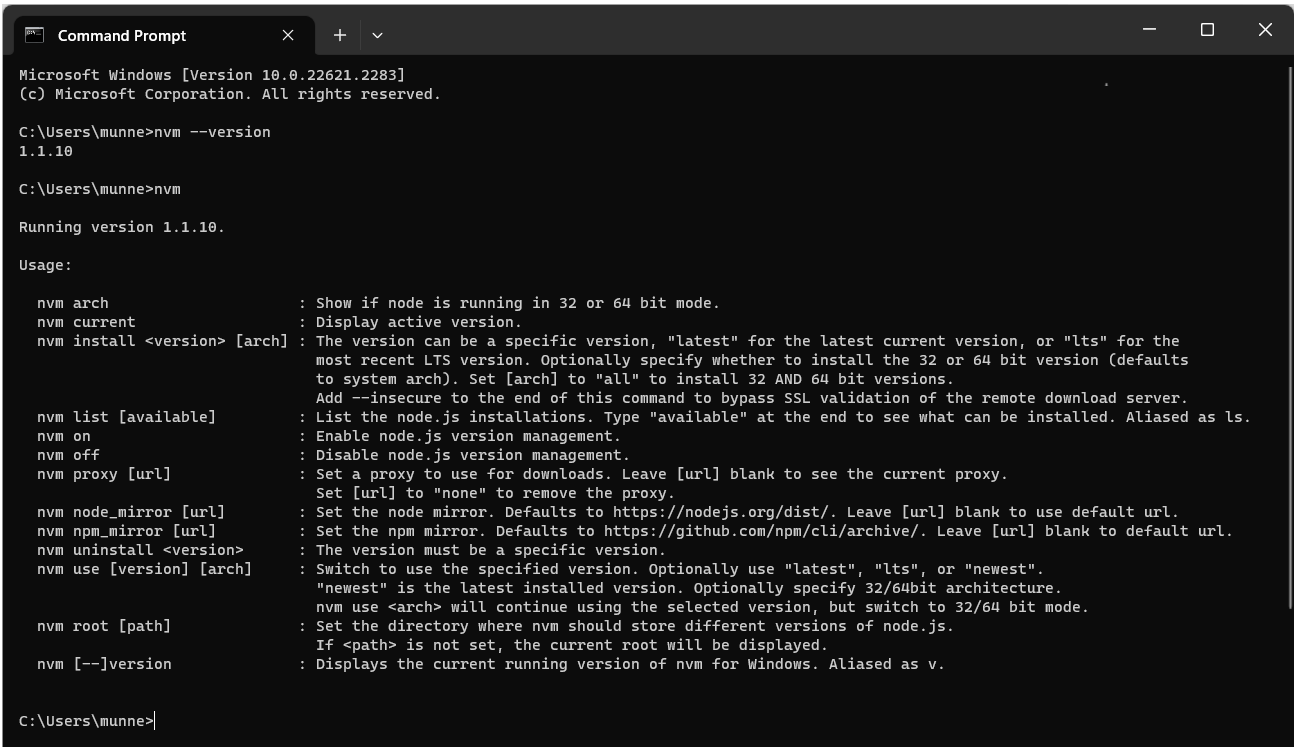 Command Prompt
Microsoft Windows [Version 10.0.22621.2283]
(c) Microsoft Corporation. All rights reserved.
C:\Users\munne>nvm --version
1.1.10
C:\Users\munne>nvm
Running version 1.1.10.
Usage:
  nvm arch                     : Show if node is running in 32 or 64 bit mode.
  nvm current                  : Display active version.
  nvm install <version> [arch] : The version can be a specific version, "latest" for the latest current version, or "lts" for the
                                 most recent LTS version. Optionally specify whether to install the 32 or 64 bit version (defaults
                                 to system arch). Set [arch] to "all" to install 32 AND 64 bit versions.
                                 Add --insecure to the end of this command to bypass SSL validation of the remote download server.
  nvm list [available]         : List the node.js installations. Type "available" at the end to see what can be installed. Aliased as ls.
  nvm on                       : Enable node.js version management.
  nvm off                      : Disable node.js version management.
  nvm proxy [url]              : Set a proxy to use for downloads. Leave [url] blank to see the current proxy.
                                 Set [url] to "none" to remove the proxy.
  nvm node_mirror [url]        : Set the node mirror. Defaults to https://nodejs.org/dist/. Leave [url] blank to use default url.
  nvm npm_mirror [url]         : Set the npm mirror. Defaults to https://github.com/npm/cli/archive/. Leave [url] blank to default url.
  nvm uninstall <version>      : The version must be a specific version.
  nvm use [version] [arch]     : Switch to use the specified version. Optionally use "latest", "lts", or "newest".
                                 "newest" is the latest installed version. Optionally specify 32/64bit architecture.
                                 nvm use <arch> will continue using the selected version, but switch to 32/64 bit mode.
  nvm root [path]              : Set the directory where nvm should store different versions of node.js.
                                 If <path> is not set, the current root will be displayed.
  nvm [--]version              : Displays the current running version of nvm for Windows. Aliased as v.
C:\Users\munne>